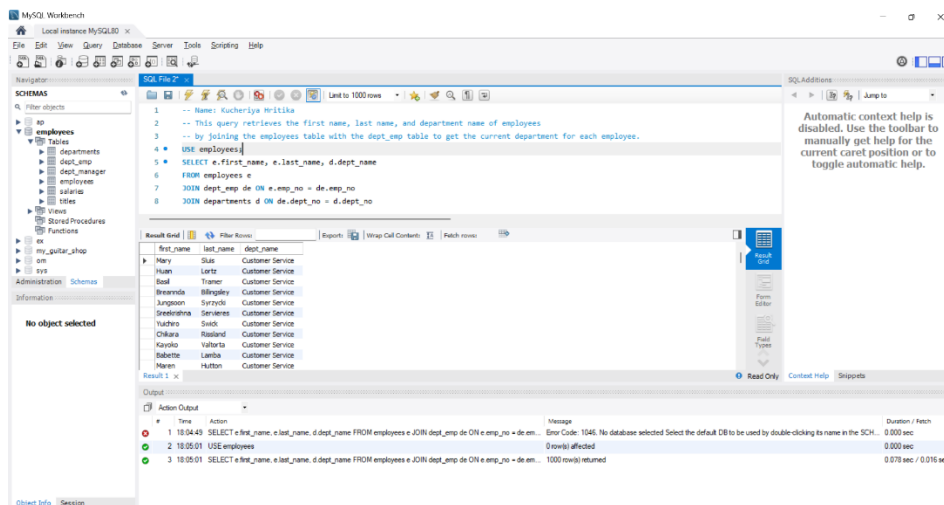 MySQL Workbench
Local instance MySQL80 ×
File Edit View Query Database Server Tools Scripting Help
Navigator
SCHEMAS
Filter objects
ap
employees
Tables
departments
dept_emp
dept_manager
employees
salaries
titles
Views
Stored Procedures
Functions
ex
my_guitar_shop
om
sys
Administration Schemas
Information
No object selected
Object Info Session
SQL File 2* ×
Limit to 1000 rows
1 -- Name: Kucheriya Hritika
2 -- This query retrieves the first name, last name, and department name of employees
3 -- by joining the employees table with the dept_emp table to get the current department for each employee.
4 USE employees;
5 SELECT e.first_name, e.last_name, d.dept_name
6 FROM employees e
7 JOIN dept_emp de ON e.emp_no = de.emp_no
8 JOIN departments d ON de.dept_no = d.dept_no
Result Grid Filter Rows: Export: Wrap Cell Content: Fetch rows:
first_name last_name dept_name
Mary Sluis Customer Service
Huan Lortz Customer Service
Basil Tramer Customer Service
Breannda Billingsley Customer Service
Jungsoon Syrzycki Customer Service
Sreekrishna Servieres Customer Service
Yuichiro Swick Customer Service
Chikara Rissland Customer Service
Kayoko Valtorta Customer Service
Babette Lamba Customer Service
Maren Hutton Customer Service
Result Grid
Form Editor
Field Types
Result 1 ×
Read Only
SQLAdditions
Jump to
Automatic context help is
disabled. Use the toolbar to
manually get help for the
current caret position or to
toggle automatic help.
Context Help Snippets
Output
Action Output
# Time Action Message Duration / Fetch
1 18:04:49 SELECT e.first_name, e.last_name, d.dept_name FROM employees e JOIN dept_emp de ON e.emp_no = de.em... Error Code: 1046. No database selected Select the default DB to be used by double-clicking its name in the SCH... 0.000 sec
2 18:05:01 USE employees 0 row(s) affected 0.000 sec
3 18:05:01 SELECT e.first_name, e.last_name, d.dept_name FROM employees e JOIN dept_emp de ON e.emp_no = de.em... 1000 row(s) returned 0.078 sec / 0.016 se